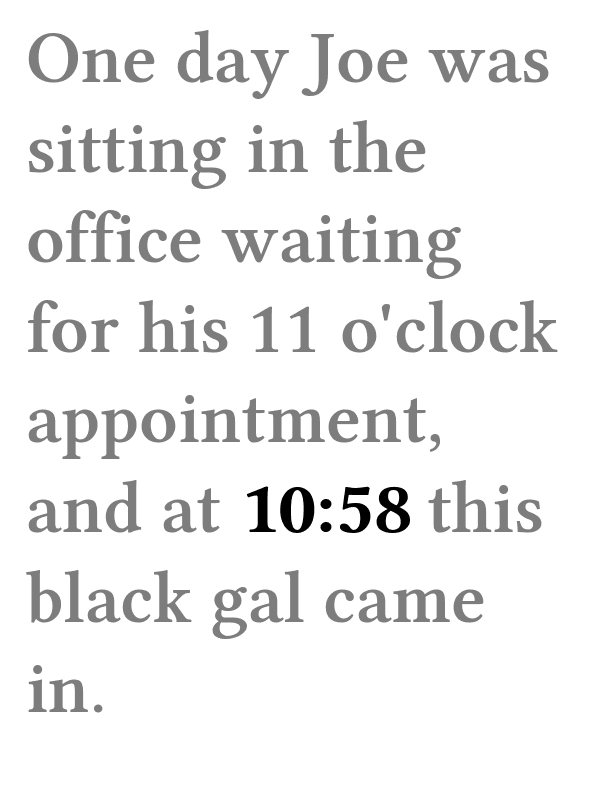 One day Joe was
sitting in the
office waiting
for his 11 o'clock
appointment,
and at 10:58 this
black gal came
in.